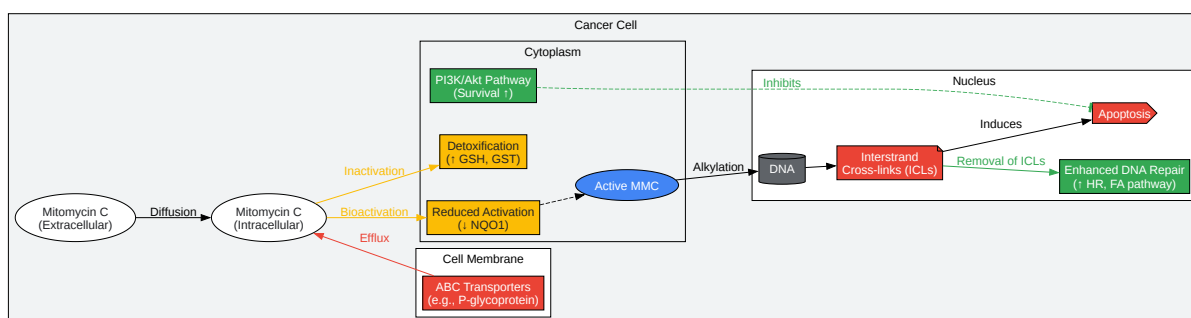 Cancer Cell
Cytoplasm
PI3K/Akt Pathway
(Survival ↑)
Nucleus
Inhibits
Apoptosis
Induces
Detoxification
(↑ GSH, GST)
Inactivation
Alkylation
DNA
Interstrand
Cross-links (ICLs)
Removal of ICLs
Enhanced DNA Repair
(↑ HR, FA pathway)
Active MMC
Mitomycin C
(Extracellular)
Diffusion
Mitomycin C
(Intracellular)
Bioactivation
Reduced Activation
(↓ NQO1)
Efflux
Cell Membrane
ABC Transporters
(e.g., P-glycoprotein)